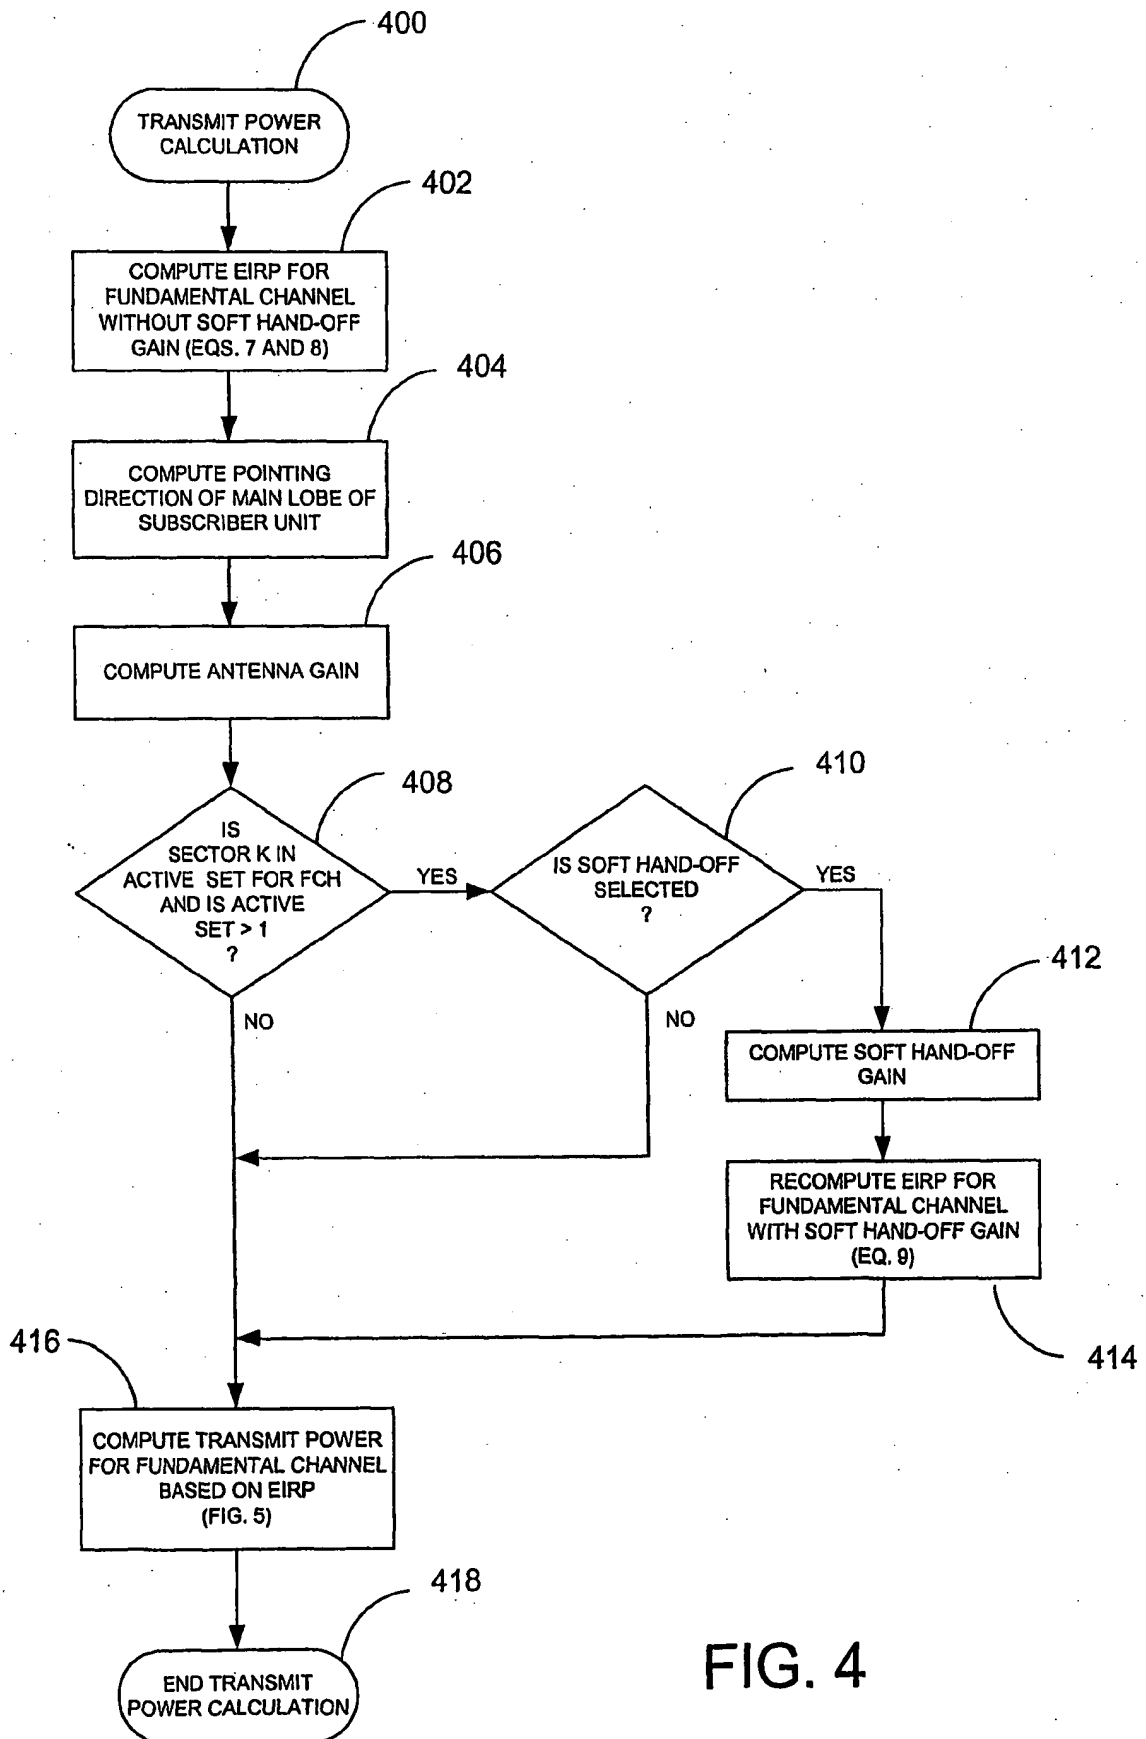 400
TRANSMIT POWER
CALCULATION
402
COMPUTE EIRP FOR
FUNDAMENTAL CHANNEL
WITHOUT SOFT HAND-OFF
GAIN (EQS. 7 AND 8)
404
COMPUTE POINTING
DIRECTION OF MAIN LOBE OF
SUBSCRIBER UNIT
406
COMPUTE ANTENNA GAIN
408
IS
SECTOR K IN
ACTIVE SET FOR FCH
AND IS ACTIVE
SET > 1
?
YES
NO
410
IS SOFT HAND-OFF
SELECTED
?
YES
NO
412
COMPUTE SOFT HAND-OFF
GAIN
RECOMPUTE EIRP FOR
FUNDAMENTAL CHANNEL
WITH SOFT HAND-OFF GAIN
(EQ. 9)
414
416
COMPUTE TRANSMIT POWER
FOR FUNDAMENTAL CHANNEL
BASED ON EIRP
(FIG. 5)
418
END TRANSMIT
POWER CALCULATION
FIG. 4